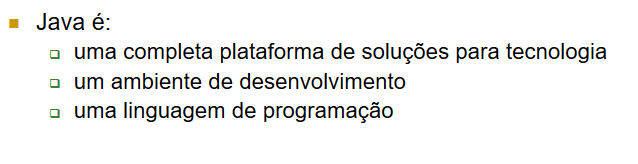 Java é:
uma completa plataforma de soluções para tecnologia
um ambiente de desenvolvimento
uma linguagem de programação